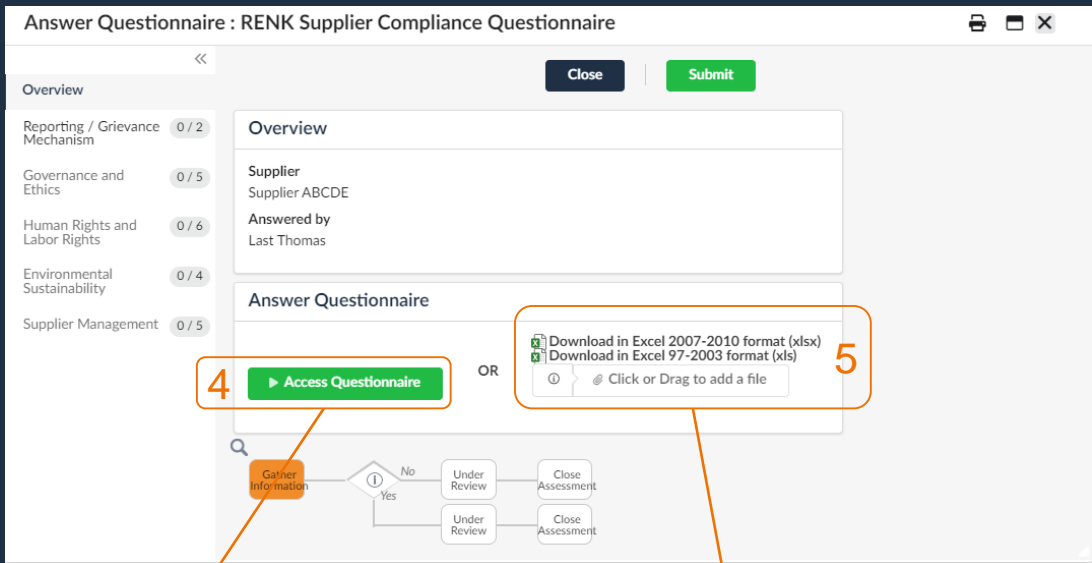 Answer Questionnaire : RENK Supplier Compliance Questionnaire
Overview
Reporting / Grievance
Mechanism
0 / 2
Governance and
Ethics
0 / 5
Human Rights and
Labor Rights
0 / 6
Environmental
Sustainability
0 / 4
Supplier Management
0 / 5
Close
Submit
Overview
Supplier
Supplier ABCDE
Answered by
Last Thomas
Answer Questionnaire
4
Access Questionnaire
OR
Download in Excel 2007-2010 format (xlsx)
Download in Excel 97-2003 format (xls)
Click or Drag to add a file
5
Gather
Information
No
Yes
Under
Review
Close
Assessment
Under
Review
Close
Assessment